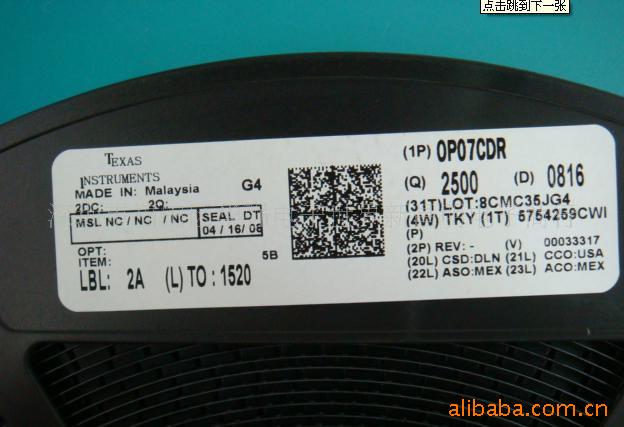 点击跳到下一张
TEXAS
INSTRUMENTS
MADE IN: Malaysia G4
2DC: 2Q:
MSL NC / NC / NC SEAL DT
04 / 16 / 08
OPT:
ITEM: 5B
LBL: 2A (L) TO : 1520
(1P) OP07CDR
(Q) 2500 (D) 0816
(31T)LOT:8CMC35JG4
(4W) TKY (1T) 5754259CWI
(P)
(2P) REV: - (V) 00033317
(20L) CSD:DLN (21L) CCO:USA
(22L) ASO:MEX (23L) ACO:MEX
alibaba.com.cn